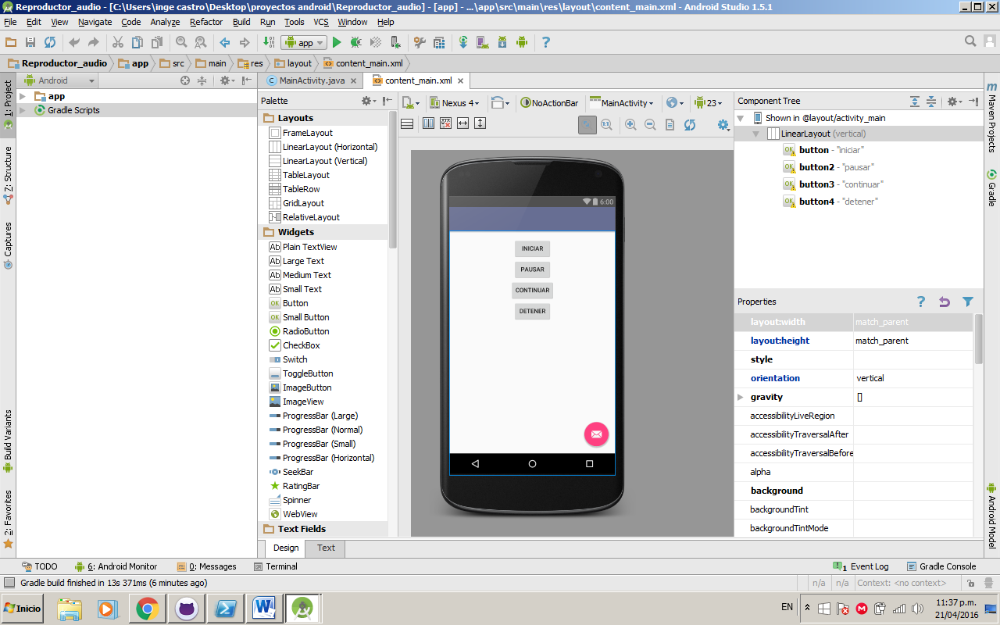 Reproductor_audio - [C:\Users\inge castro\Desktop\proyectos android\Reproductor_audio] - [app] - ...\app\src\main\res\layout\content_main.xml - Android Studio 1.5.1
File Edit View Navigate Code Analyze Refactor Build Run Tools VCS Window Help
app
Reproductor_audio app src main res layout content_main.xml
Android
MainActivity.java content_main.xml
1: Project
7: Structure
Captures
Build Variants
2: Favorites
app
Gradle Scripts
Palette
Layouts
FrameLayout
LinearLayout (Horizontal)
LinearLayout (Vertical)
TableLayout
TableRow
GridLayout
RelativeLayout
Widgets
Plain TextView
Large Text
Medium Text
Small Text
Button
Small Button
RadioButton
CheckBox
Switch
ToggleButton
ImageButton
ImageView
ProgressBar (Large)
ProgressBar (Normal)
ProgressBar (Small)
ProgressBar (Horizontal)
SeekBar
RatingBar
Spinner
WebView
Text Fields
Nexus 4 NoActionBar MainActivity 23
6:00
INICIAR
PAUSAR
CONTINUAR
DETENER
Design Text
Component Tree
Shown in @layout/activity_main
LinearLayout (vertical)
button - "iniciar"
button2 - "pausar"
button3 - "continuar"
button4 - "detener"
Properties
layout:width match_parent
layout:height match_parent
style
orientation vertical
gravity []
accessibilityLiveRegion
accessibilityTraversalAfter
accessibilityTraversalBefore
alpha
background
backgroundTint
backgroundTintMode
Maven Projects
Gradle
Android Model
TODO 6: Android Monitor 0: Messages Terminal 1 Event Log Gradle Console
Gradle build finished in 13s 371ms (6 minutes ago) n/a n/a Context: <no context>
Inicio EN 11:37 p.m.
21/04/2016